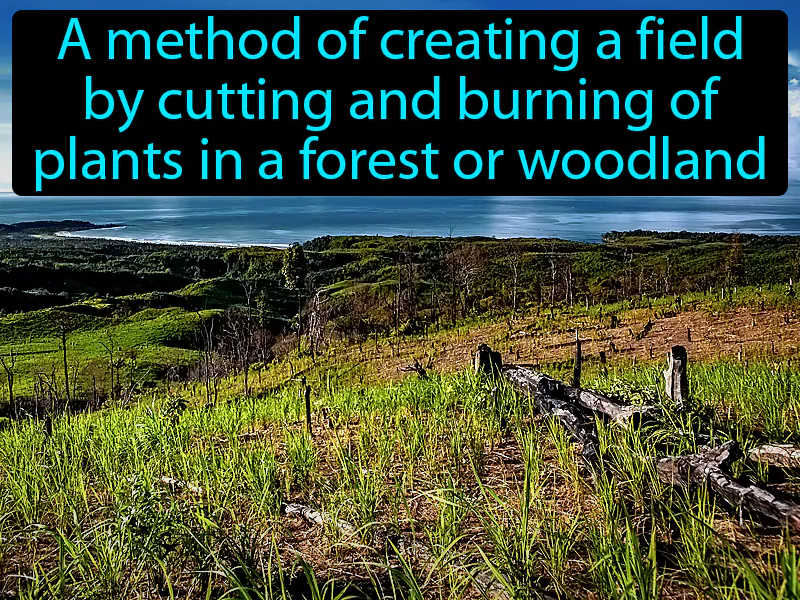 A method of creating a field
by cutting and burning of
plants in a forest or woodland